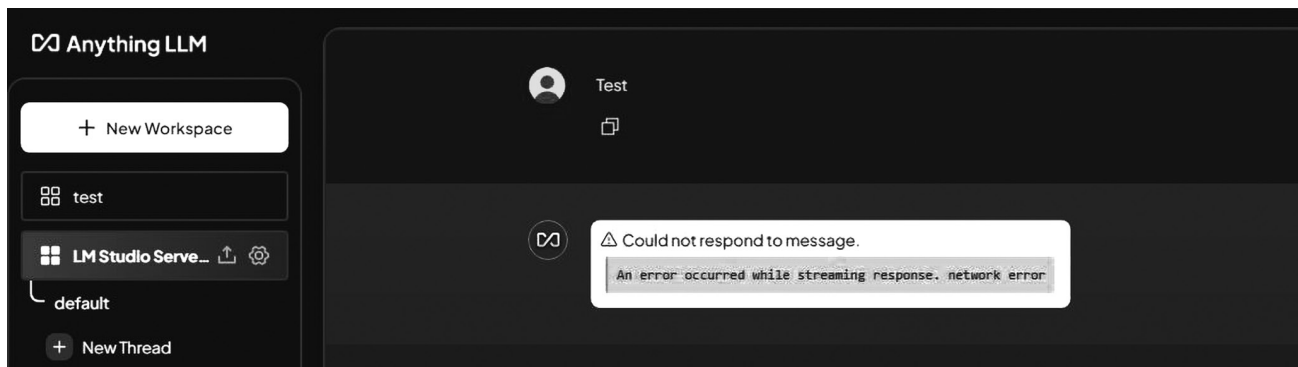 Anything LLM
+ New Workspace
test
LM Studio Serve...
default
+ New Thread
Test
Could not respond to message.
An error occurred while streaming response. network error